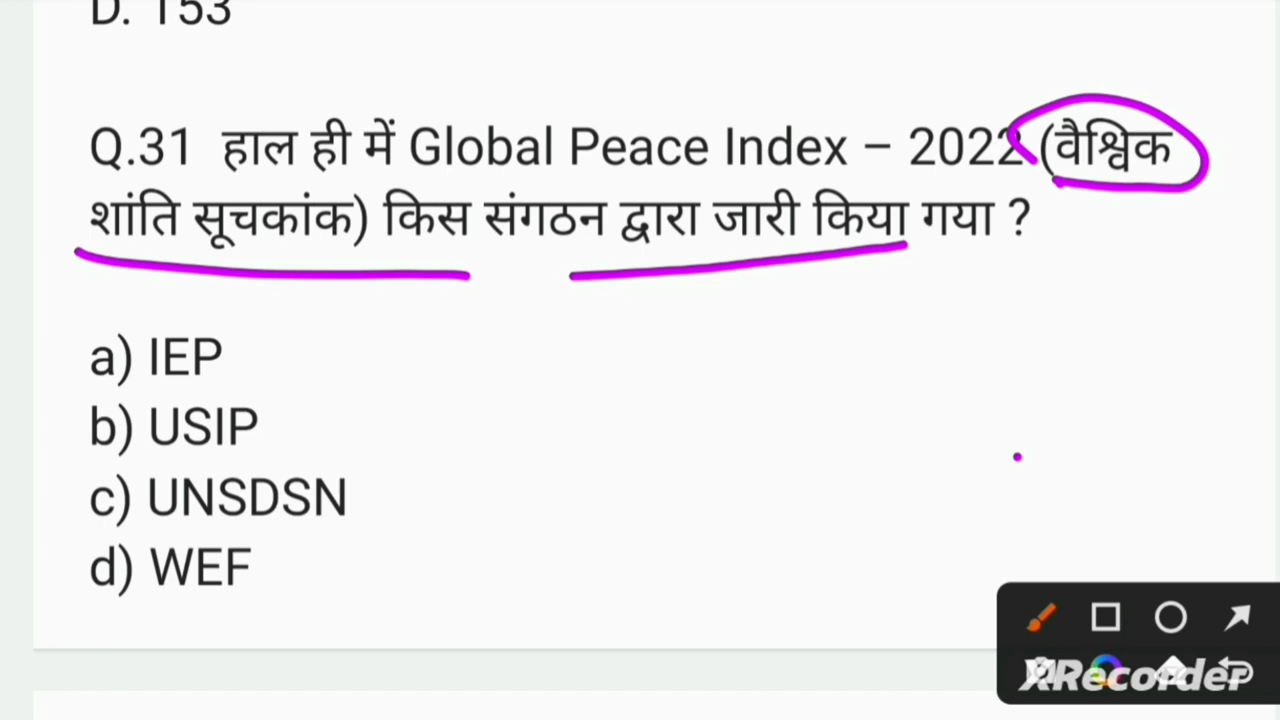 D. 153
Q.31 हाल ही में Global Peace Index – 2022 (वैश्विक
शांति सूचकांक) किस संगठन द्वारा जारी किया गया ?
a) IEP
b) USIP
c) UNSDSN
d) WEF
XRecorder